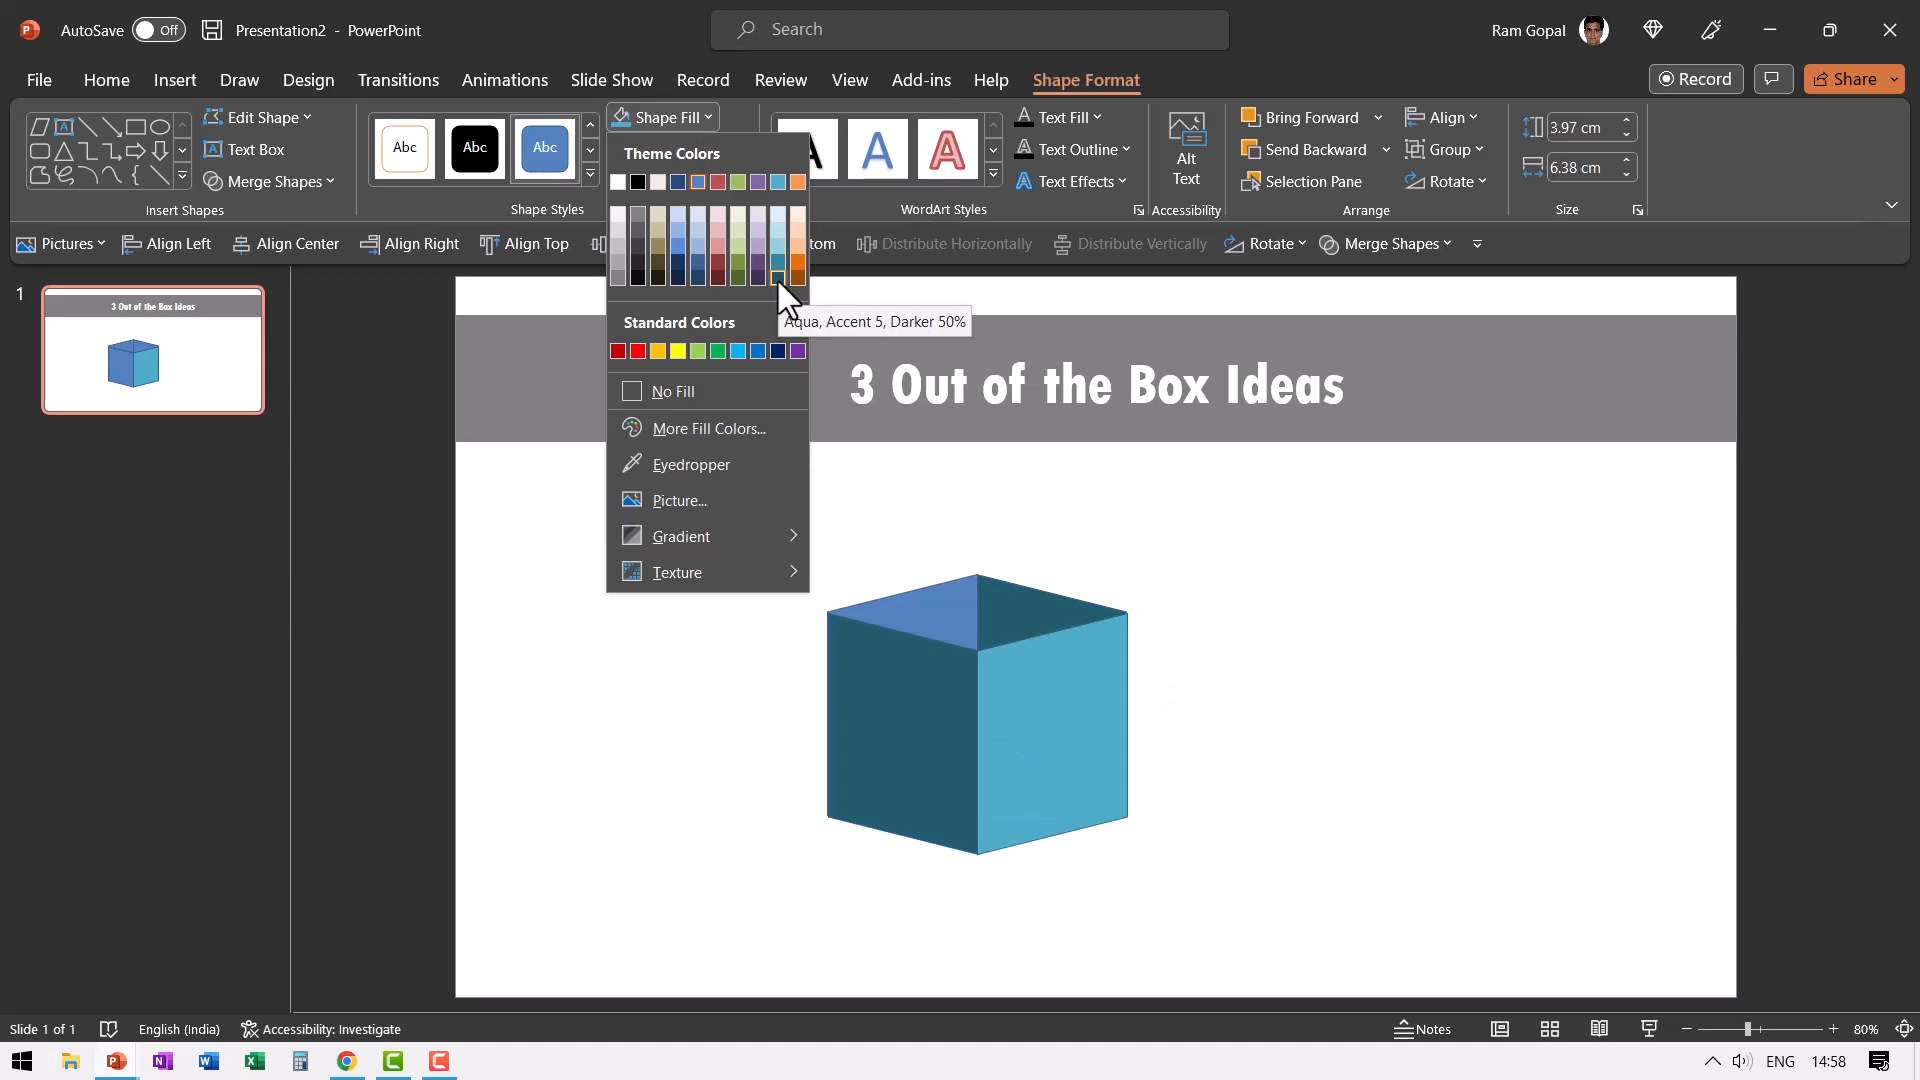 AutoSave Off Presentation2 - PowerPoint Search Ram Gopal
File Home Insert Draw Design Transitions Animations Slide Show Record Review View Add-ins Help Shape Format Record Share
Edit Shape
Text Box
Merge Shapes
Insert Shapes
Abc Abc Abc
Shape Styles
Shape Fill
A A A
WordArt Styles
Text Fill
Text Outline
Text Effects
Alt
Text
Accessibility
Bring Forward
Send Backward
Selection Pane
Align
Group
Rotate
Arrange
3.97 cm
6.38 cm
Size
Pictures Align Left Align Center Align Right Align Top Distribute Horizontally Distribute Vertically Rotate Merge Shapes
Theme Colors
Aqua, Accent 5, Darker 50%
Standard Colors
No Fill
More Fill Colors...
Eyedropper
Picture...
Gradient
Texture
1
3 Out of the Box Ideas
3 Out of the Box Ideas
Slide 1 of 1 English (India) Accessibility: Investigate Notes 80%
ENG 14:58